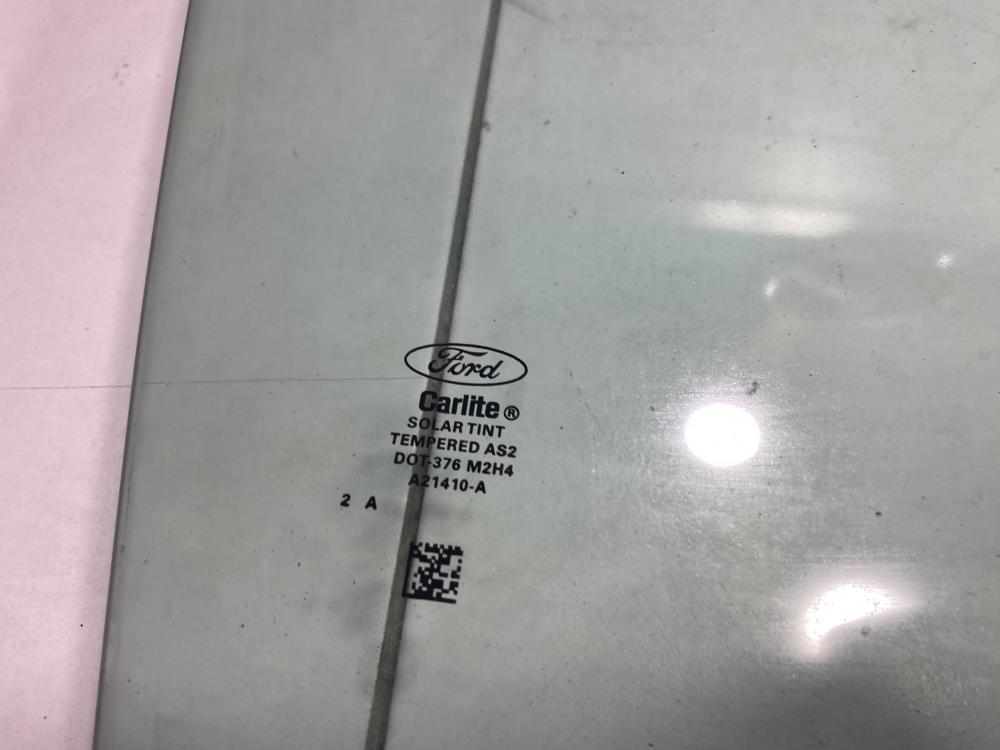 Ford
Carlite®
SOLAR TINT
TEMPERED AS2
DOT-376 M2H4
A21410-A
2 A